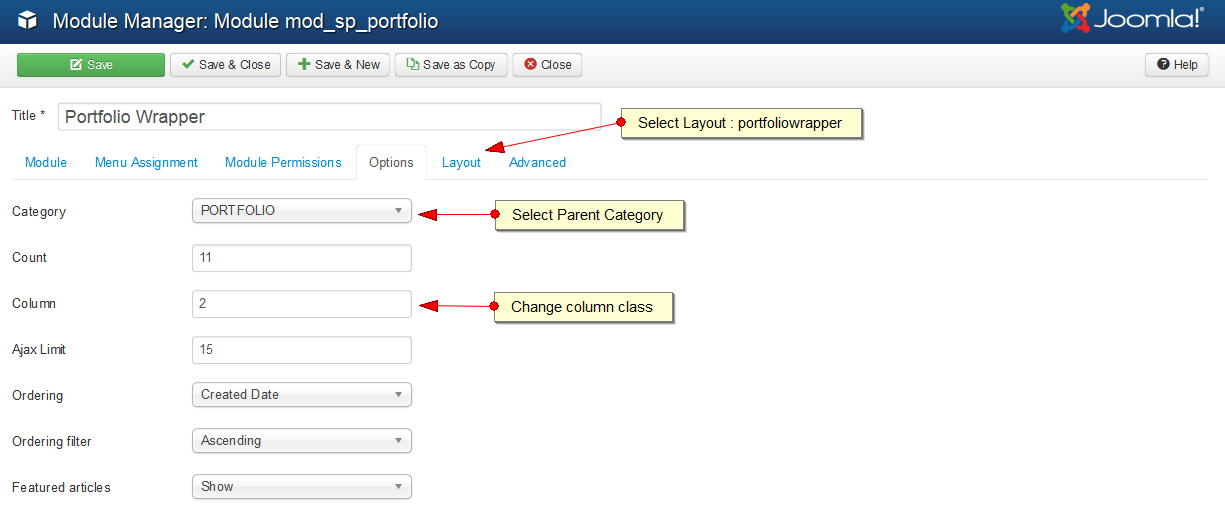 Module Manager: Module mod_sp_portfolio
Joomla!
Save
Save & Close
Save & New
Save as Copy
Close
Help
Title *
Portfolio Wrapper
Select Layout : portfoliowrapper
Module
Menu Assignment
Module Permissions
Options
Layout
Advanced
Category
PORTFOLIO
Select Parent Category
Count
11
Column
2
Change column class
Ajax Limit
15
Ordering
Created Date
Ordering filter
Ascending
Featured articles
Show